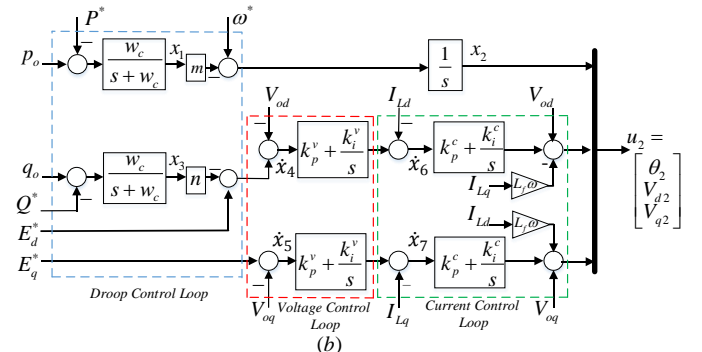 P* ω*
p_o − w_c / (s + w_c) x_1 m − 1/s x_2
V_od I_Ld V_od
− −
k_p^v + k_i^v / s k_p^c + k_i^c / s
q_o w_c / (s + w_c) x_3 n − ẋ_4 ẋ_6 - u_2 =
Q* − I_Lq L_f ω [θ_2
E_d* I_Ld L_f ω V_d2
E_q* ẋ_5 ẋ_7 V_q2]
k_p^v + k_i^v / s k_p^c + k_i^c / s
− −
Droop Control Loop V_oq Voltage Control Loop I_Lq Current Control Loop V_oq
(b)